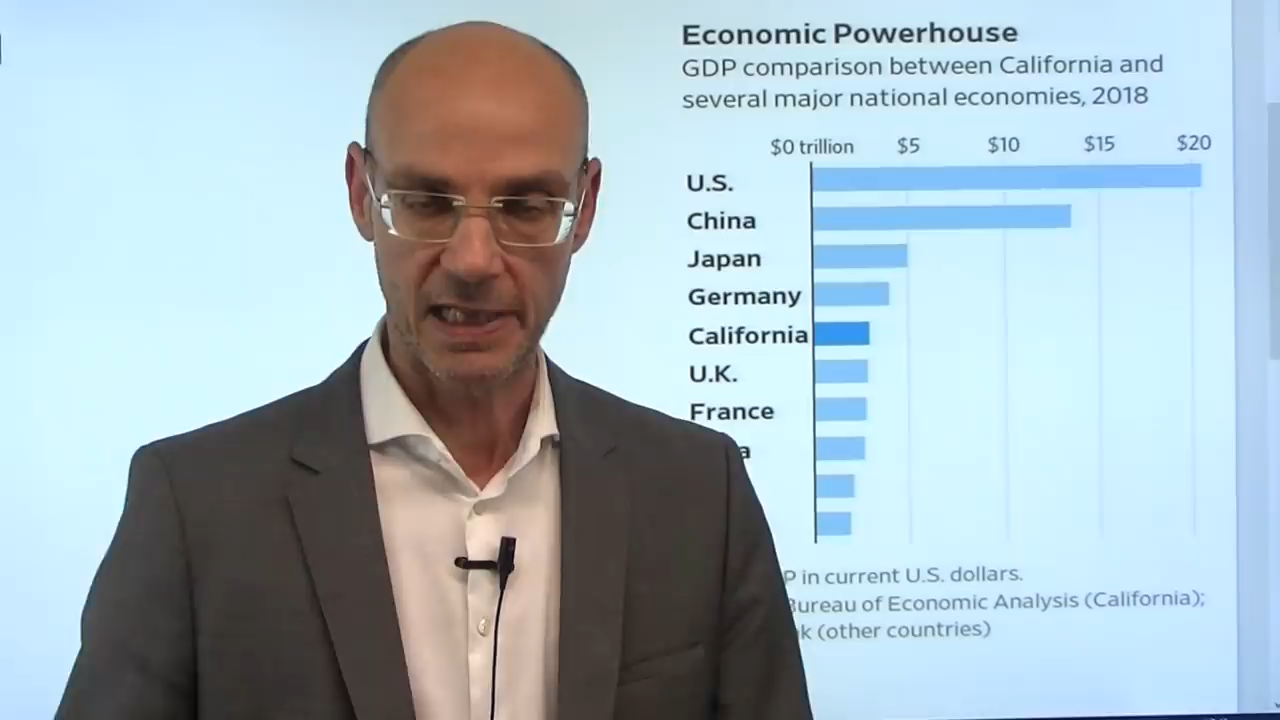 Economic Powerhouse
GDP comparison between California and
several major national economies, 2018
$0 trillion $5 $10 $15 $20
U.S.
China
Japan
Germany
California
U.K.
France
a
P in current U.S. dollars.
Bureau of Economic Analysis (California);
k (other countries)